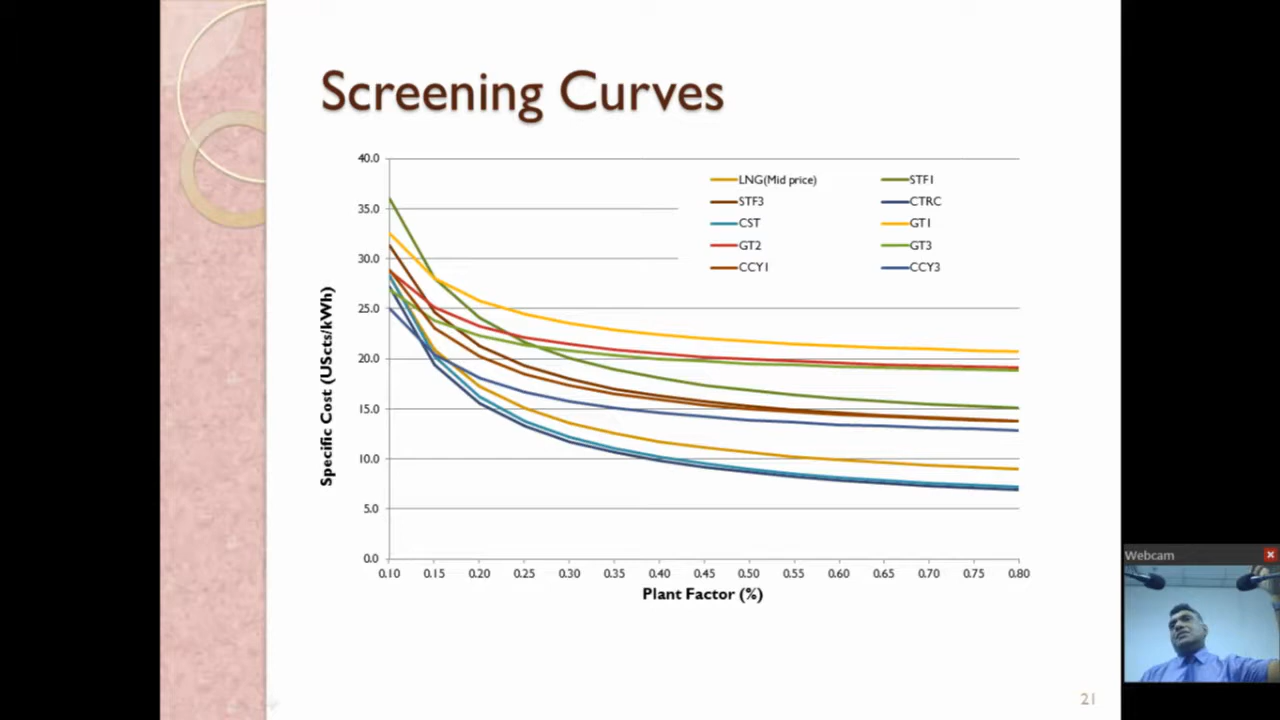 Screening Curves
40.0
35.0
30.0
25.0
20.0
15.0
10.0
5.0
0.0
Specific Cost (UScts/kWh)
LNG(Mid price) STF1
STF3 CTRC
CST GT1
GT2 GT3
CCY1 CCY3
0.10 0.15 0.20 0.25 0.30 0.35 0.40 0.45 0.50 0.55 0.60 0.65 0.70 0.75 0.80
Plant Factor (%)
Webcam
21